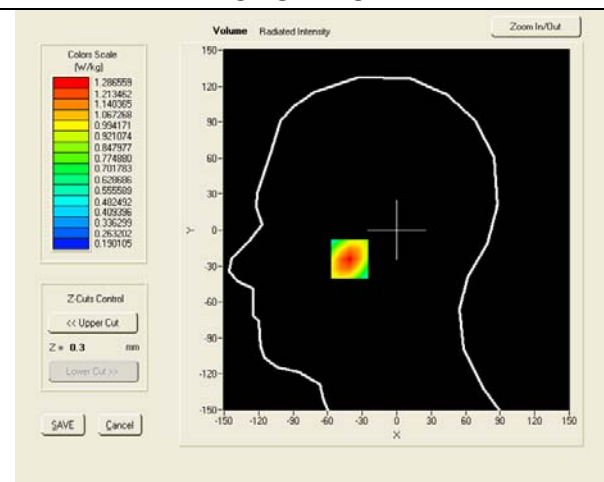 Volume Radiated Intensity
Zoom In/Out
Colors Scale
(W/kg)
1.286559
1.213462
1.140365
1.067268
0.994171
0.921074
0.847977
0.774880
0.701783
0.628686
0.555589
0.482492
0.409396
0.336299
0.263202
0.190105
Z-Cuts Control
<< Upper Cut
Z = 0.3 mm
Lower Cut >>
SAVE Cancel
150-
120-
90-
60-
30-
Y 0-
-30-
-60-
-90-
-120-
-150-
-150 -120 -90 -60 -30 0 30 60 90 120 150
X